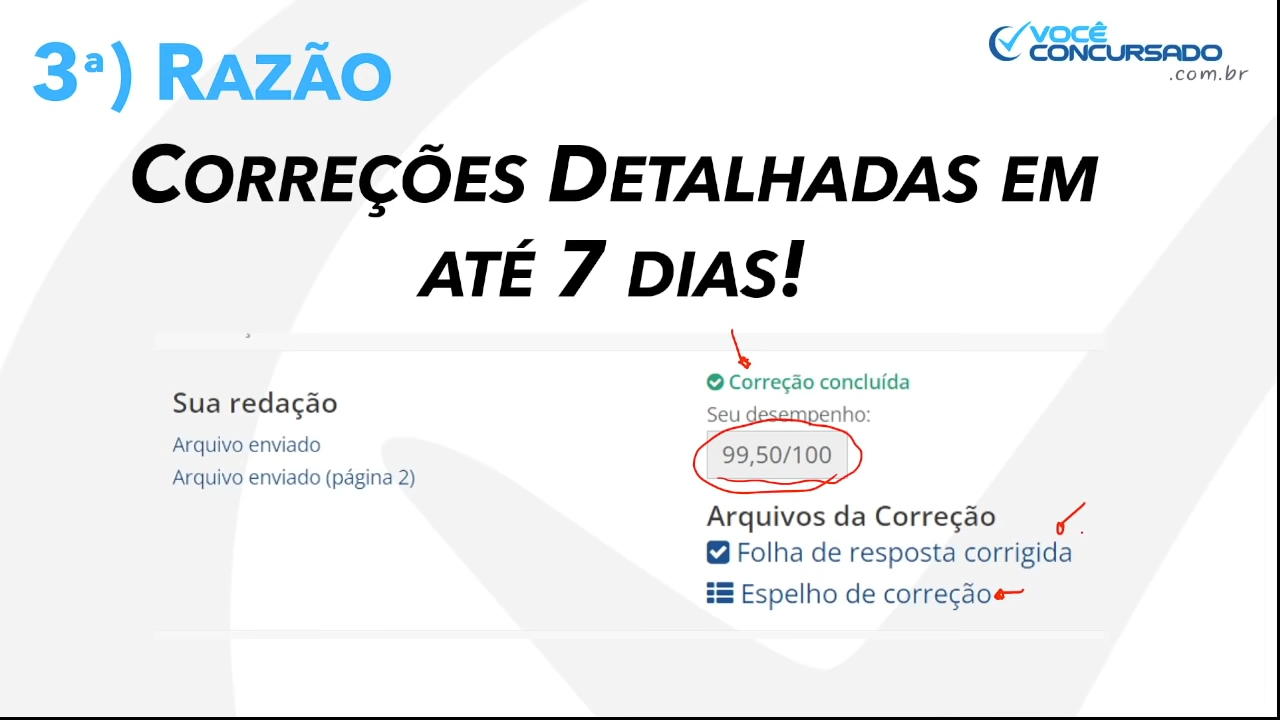 3ª) RAZÃO
VOCÊ
CONCURSADO
.com.br
CORREÇÕES DETALHADAS EM
ATÉ 7 DIAS!
Sua redação
Arquivo enviado
Arquivo enviado (página 2)
Correção concluída
Seu desempenho:
99,50/100
Arquivos da Correção
Folha de resposta corrigida
Espelho de correção